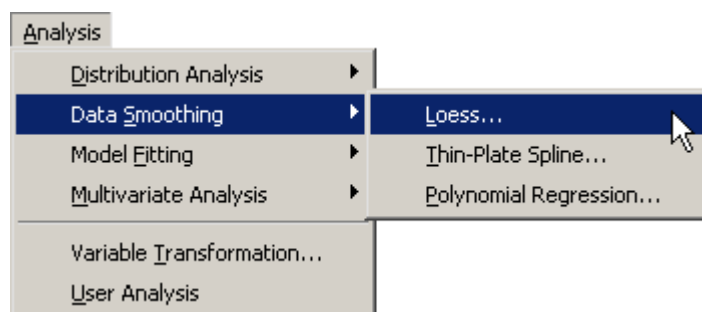 Analysis
Distribution Analysis
Data Smoothing
Loess...
Model Fitting
Thin-Plate Spline...
Multivariate Analysis
Polynomial Regression...
Variable Transformation...
User Analysis